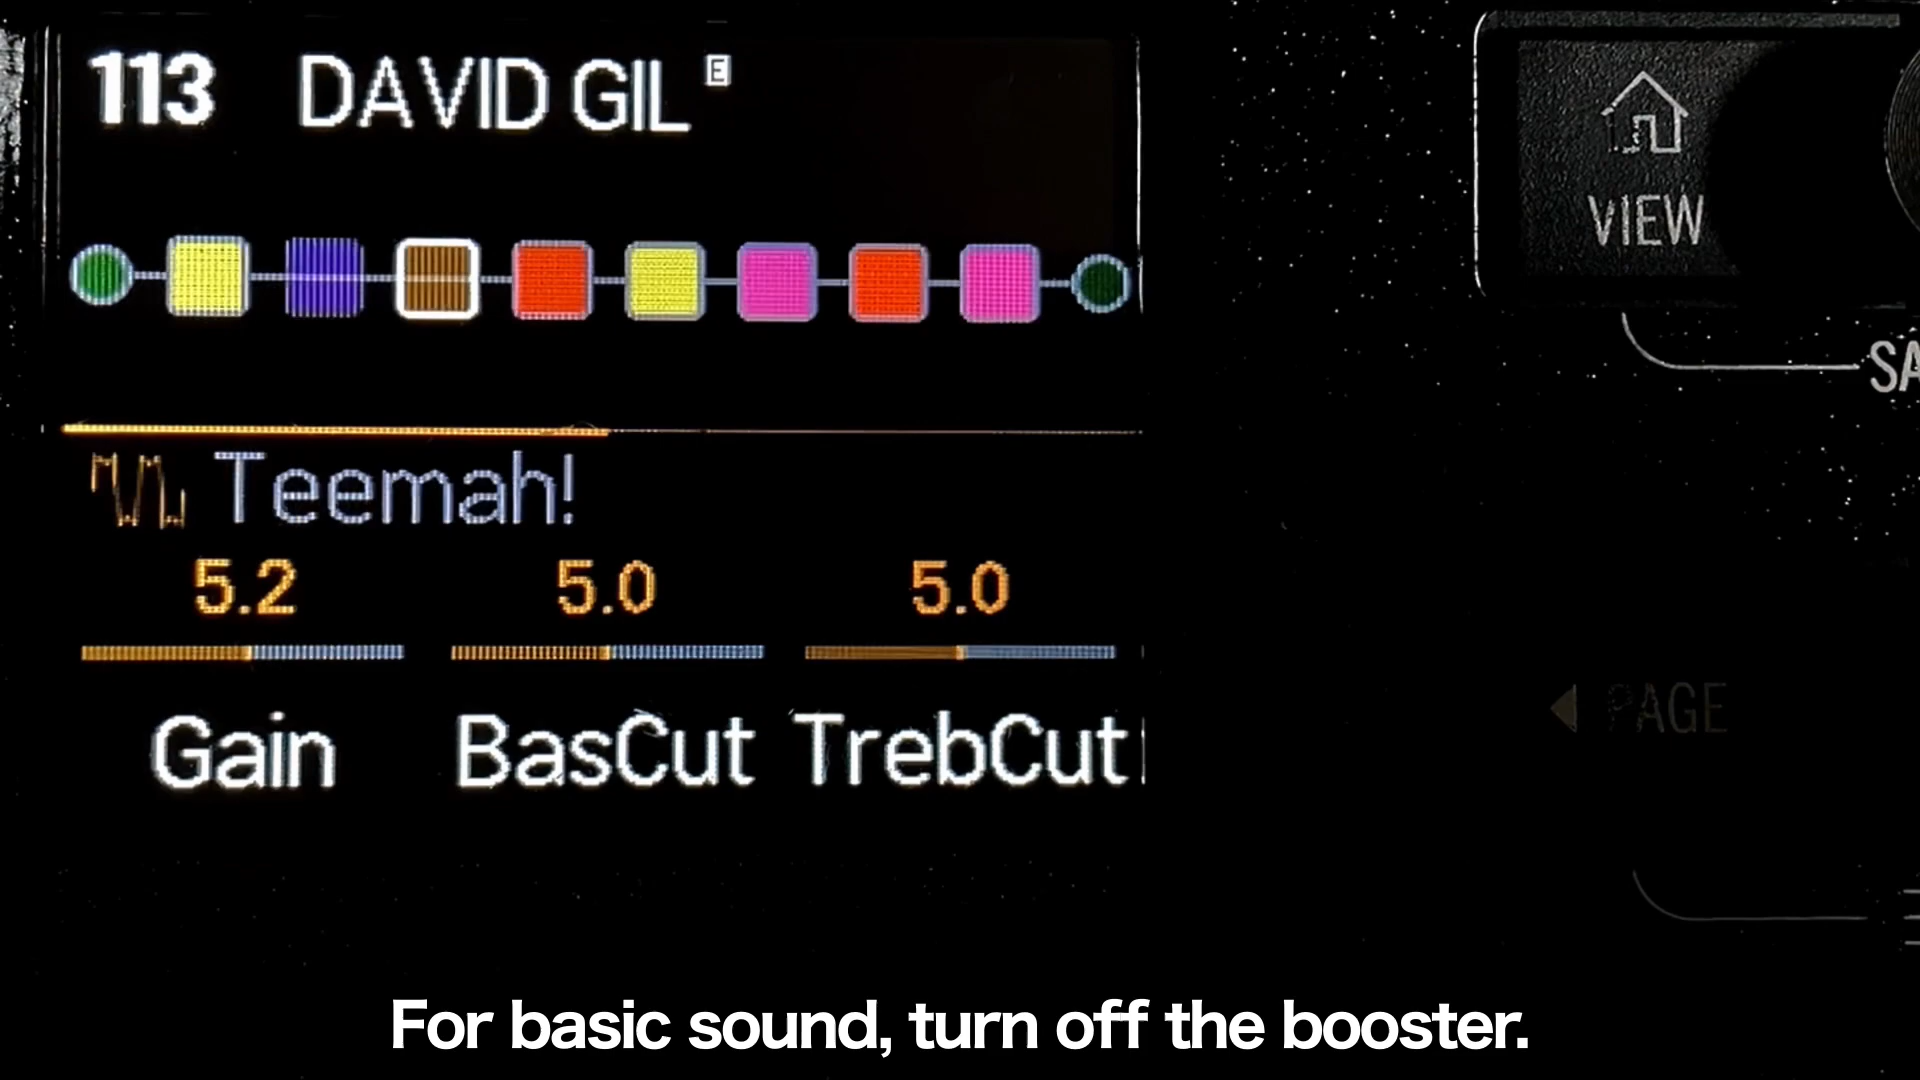 113 DAVID GIL E
VIEW
SA
Teemah!
5.2 5.0 5.0
PAGE
Gain BasCut TrebCut
For basic sound, turn off the booster.